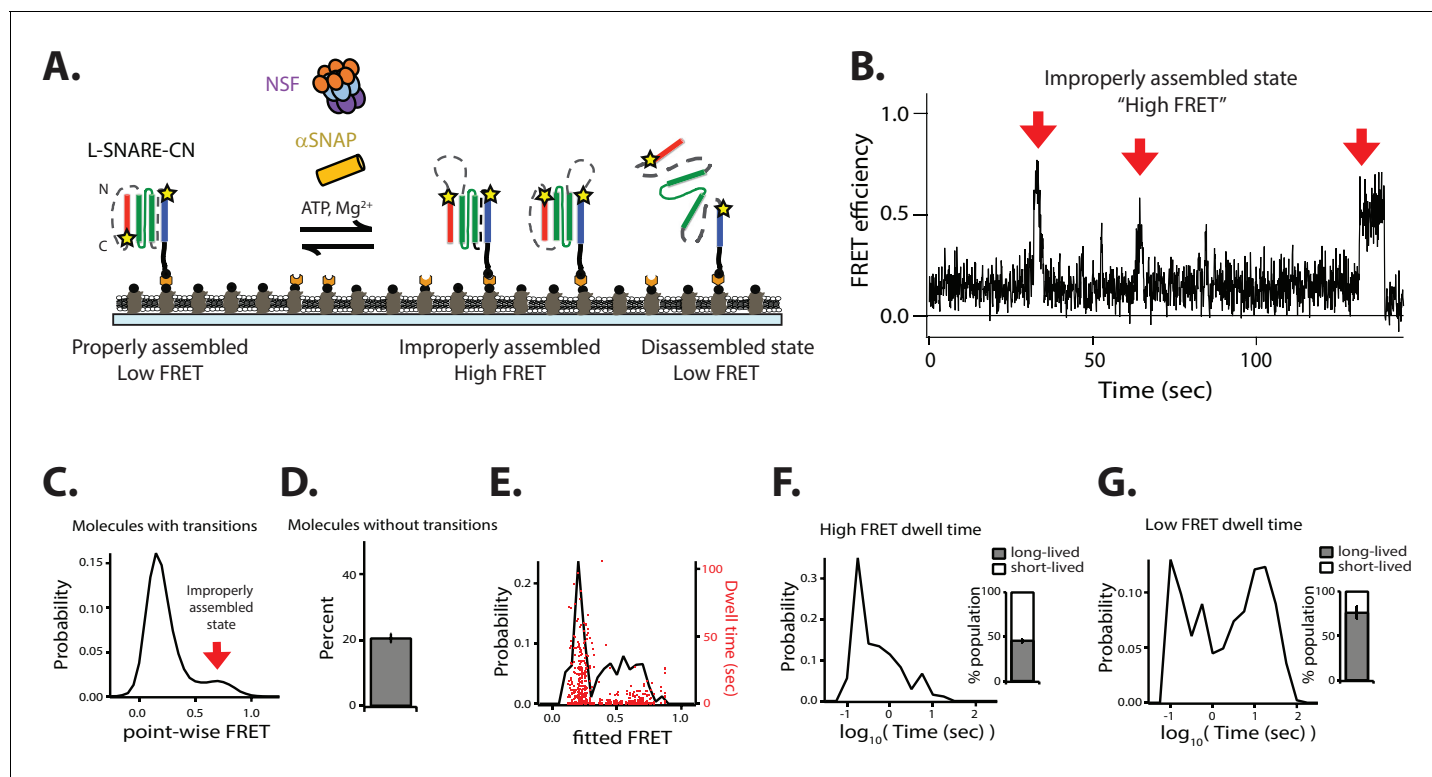 A.
NSF
αSNAP
L-SNARE-CN
N
C
ATP, Mg2+
Properly assembled
Low FRET
Improperly assembled
High FRET
Disassembled state
Low FRET
B.
Improperly assembled state
“High FRET”
FRET efficiency
1.0
0.5
0.0
0
50
100
Time (sec)
C.
Molecules with transitions
Probability
0.15
0.10
0.05
0.00
Improperly
assembled
state
0.0
0.5
1.0
point-wise FRET
D.
Molecules without transitions
Percent
40
20
0
E.
Probability
0.2
0.1
0.0
Dwell time (sec)
100
50
0
0.0
0.5
1.0
fitted FRET
F.
High FRET dwell time
Probability
0.3
0.2
0.1
0.0
-1
0
1
2
log10( Time (sec) )
long-lived
short-lived
% population
100
50
0
G.
Low FRET dwell time
Probability
0.10
0.05
0.00
-1
0
1
2
log10( Time (sec) )
long-lived
short-lived
% population
100
50
0